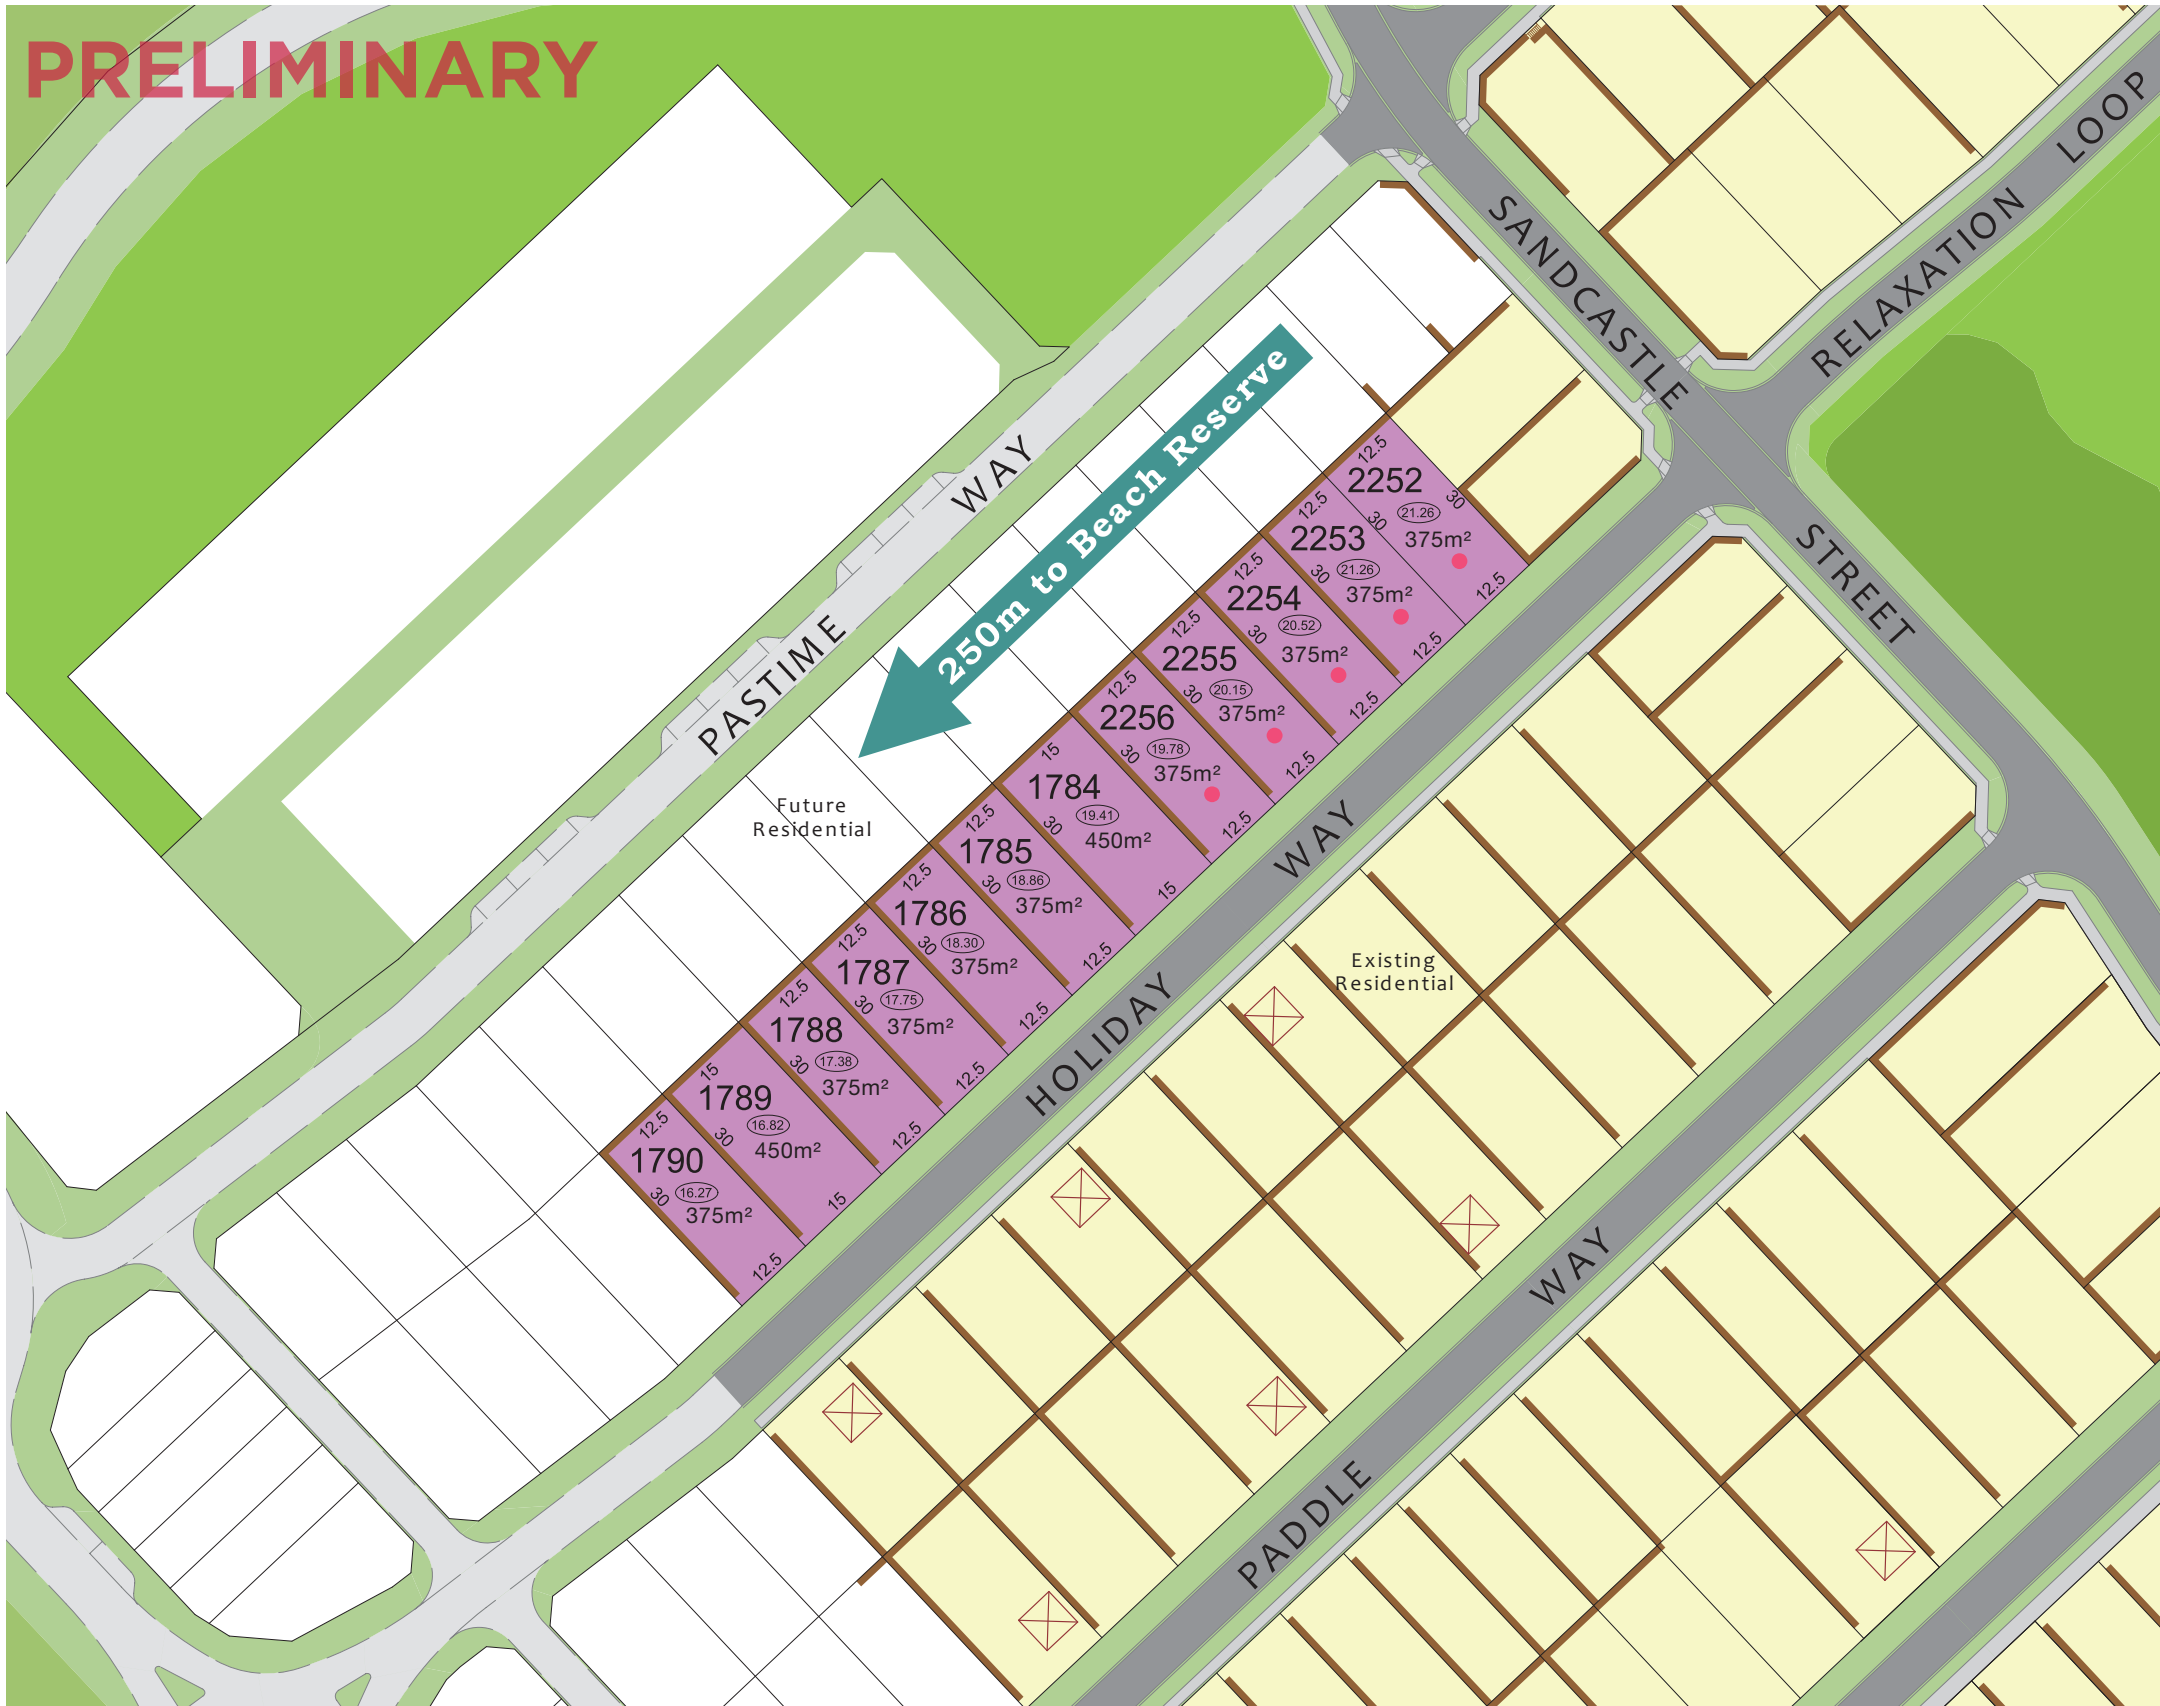 PRELIMINARY
SANDCASTLE STREET
RELAXATION LOOP
PASTIME WAY
250m to Beach Reserve
12.5
2252
30
21.26
375m²
12.5
12.5
2253
30
21.26
375m²
12.5
12.5
2254
30
20.52
375m²
12.5
12.5
2255
30
20.15
375m²
12.5
12.5
2256
30
19.78
375m²
12.5
15
1784
30
19.41
450m²
15
12.5
1785
30
18.86
375m²
12.5
12.5
1786
30
18.30
375m²
12.5
12.5
1787
30
17.75
375m²
12.5
12.5
1788
30
17.38
375m²
12.5
15
1789
30
16.82
450m²
15
12.5
1790
30
16.27
375m²
12.5
Future
Residential
HOLIDAY WAY
Existing
Residential
PADDLE WAY